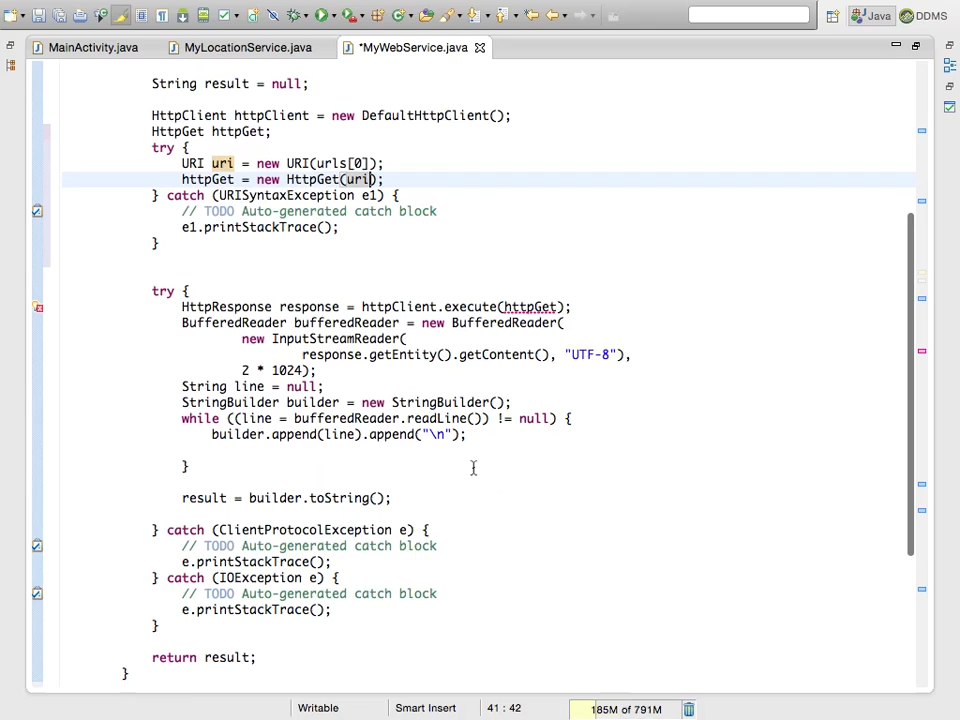 Java
DDMS
MainActivity.java
MyLocationService.java
*MyWebService.java
String result = null;
HttpClient httpClient = new DefaultHttpClient();
HttpGet httpGet;
try {
URI uri = new URI(urls[0]);
httpGet = new HttpGet(uri);
} catch (URISyntaxException e1) {
// TODO Auto-generated catch block
e1.printStackTrace();
}
try {
HttpResponse response = httpClient.execute(httpGet);
BufferedReader bufferedReader = new BufferedReader(
new InputStreamReader(
response.getEntity().getContent(), "UTF-8"),
2 * 1024);
String line = null;
StringBuilder builder = new StringBuilder();
while ((line = bufferedReader.readLine()) != null) {
builder.append(line).append("\n");
}
result = builder.toString();
} catch (ClientProtocolException e) {
// TODO Auto-generated catch block
e.printStackTrace();
} catch (IOException e) {
// TODO Auto-generated catch block
e.printStackTrace();
}
return result;
}
Writable
Smart Insert
41 : 42
185M of 791M